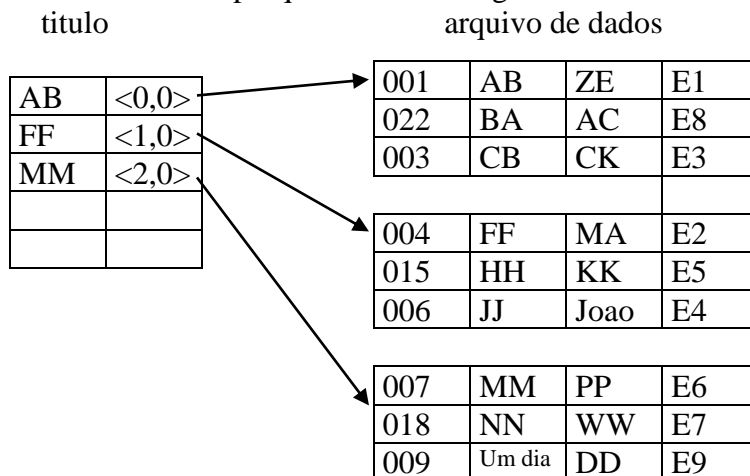 titulo arquivo de dados
AB <0,0> 001 AB ZE E1
FF <1,0> 022 BA AC E8
MM <2,0> 003 CB CK E3
004 FF MA E2
015 HH KK E5
006 JJ Joao E4
007 MM PP E6
018 NN WW E7
009 Um dia DD E9